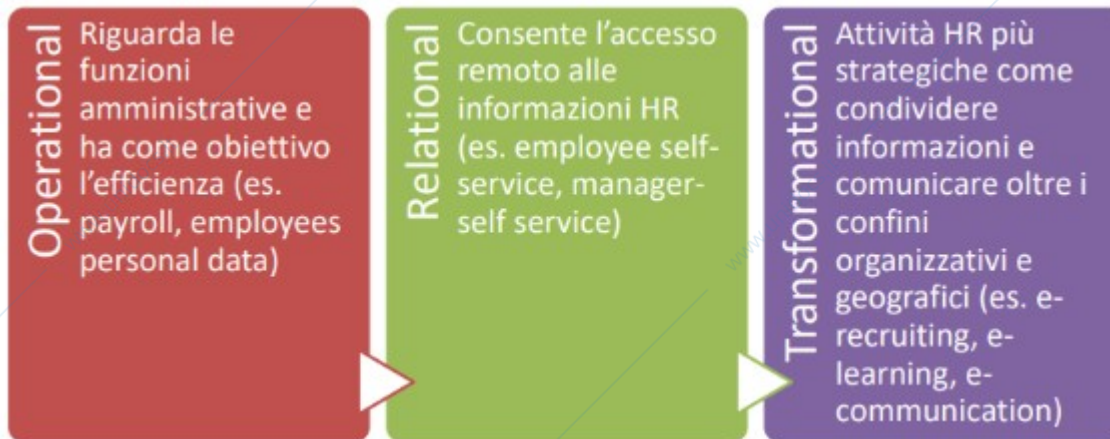 Operational
Riguarda le
funzioni
amministrative e
ha come obiettivo
l'efficienza (es.
payroll, employees
personal data)
Relational
Consente l'accesso
remoto alle
informazioni HR
(es. employee self-
service, manager-
self service)
Transformational
Attività HR più
strategiche come
condividere
informazioni e
comunicare oltre i
confini
organizzativi e
geografici (es. e-
recruiting, e-
learning, e-
communication)
www.